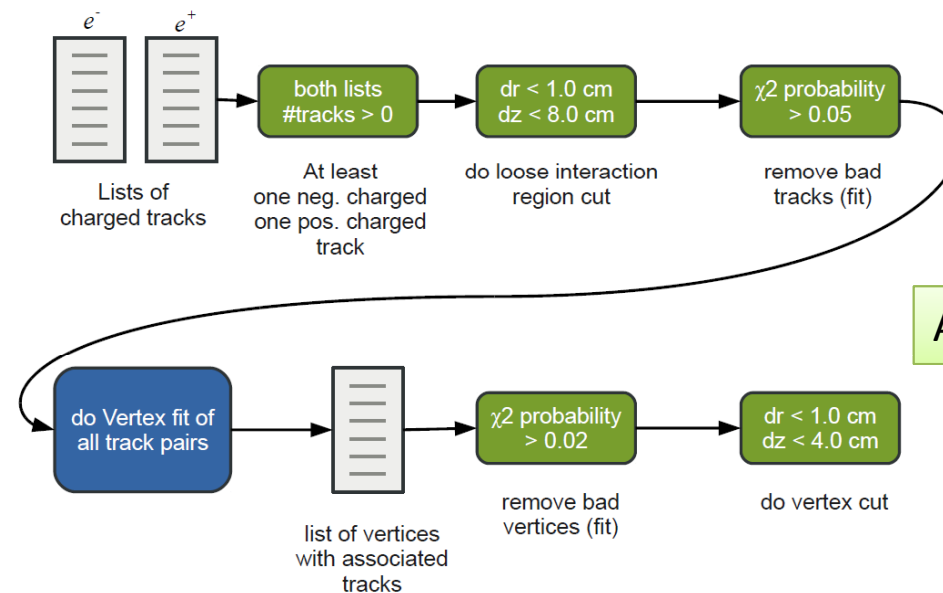 e⁻ e⁺
both lists
#tracks > 0
dr < 1.0 cm
dz < 8.0 cm
χ2 probability
> 0.05
Lists of
charged tracks
At least
one neg. charged
one pos. charged
track
do loose interaction
region cut
remove bad
tracks (fit)
A
do Vertex fit of
all track pairs
χ2 probability
> 0.02
dr < 1.0 cm
dz < 4.0 cm
list of vertices
with associated
tracks
remove bad
vertices (fit)
do vertex cut